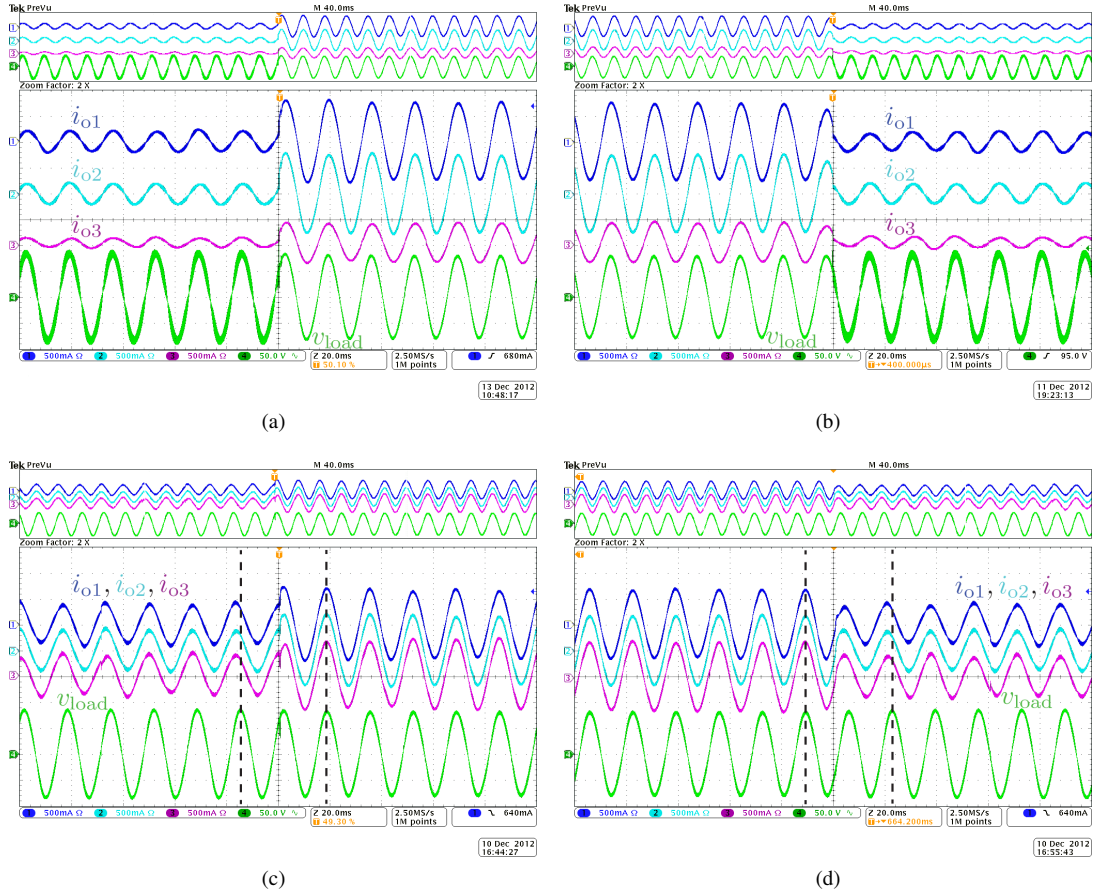 Tek PreVu M 40.0ms
Zoom Factor: 2 X
i_o1
i_o2
i_o3
v_load
1 500mA Ω 2 500mA Ω 3 500mA Ω 4 50.0 V ∿
Z 20.0ms
T 50.10 %
2.50MS/s
1M points
1 680mA
13 Dec 2012
10:48:17
(a)
Tek PreVu M 40.0ms
Zoom Factor: 2 X
i_o1
i_o2
i_o3
v_load
1 500mA Ω 2 500mA Ω 3 500mA Ω 4 50.0 V ∿
Z 20.0ms
T→▼400.000μs
2.50MS/s
1M points
4 95.0 V
11 Dec 2012
19:23:13
(b)
Tek PreVu M 40.0ms
Zoom Factor: 2 X
i_o1, i_o2, i_o3
v_load
1 500mA Ω 2 500mA Ω 3 500mA Ω 4 50.0 V ∿
Z 20.0ms
T 49.30 %
2.50MS/s
1M points
1 640mA
10 Dec 2012
16:44:27
(c)
Tek PreVu M 40.0ms
Zoom Factor: 2 X
i_o1, i_o2, i_o3
v_load
1 500mA Ω 2 500mA Ω 3 500mA Ω 4 50.0 V ∿
Z 20.0ms
T→▼664.200ms
2.50MS/s
1M points
1 640mA
10 Dec 2012
16:55:43
(d)